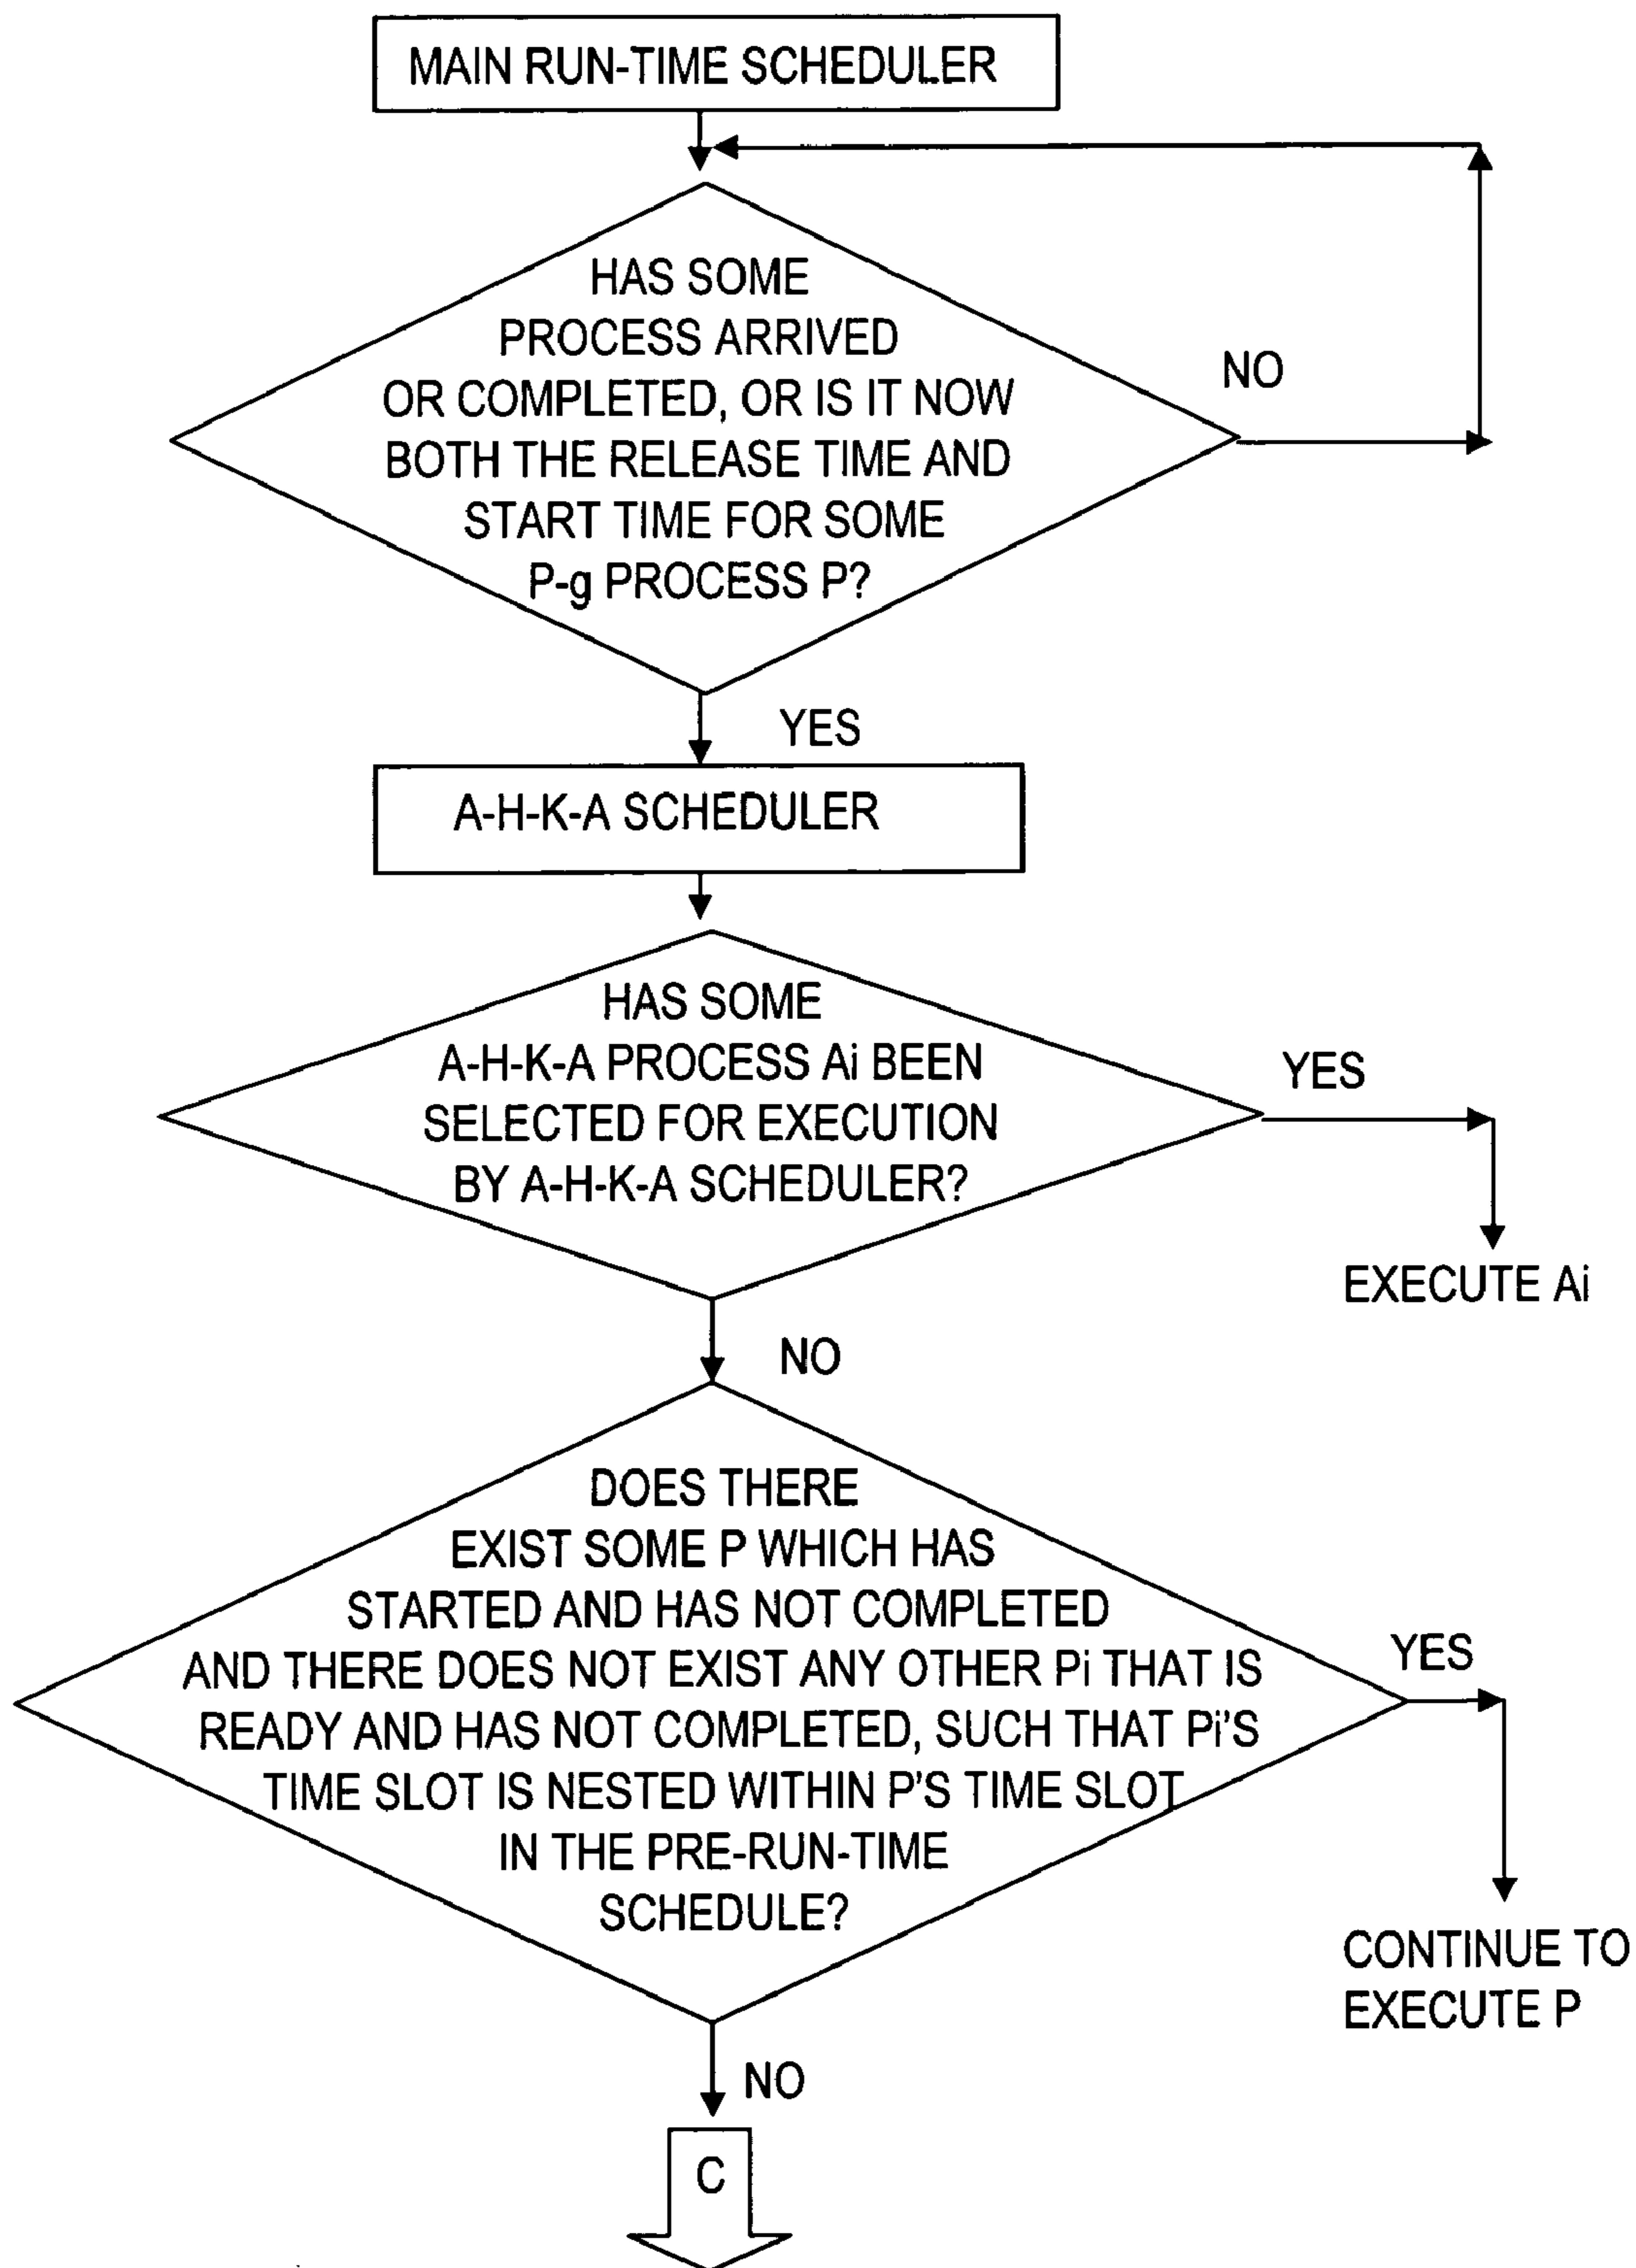 MAIN RUN-TIME SCHEDULER
HAS SOME
PROCESS ARRIVED
OR COMPLETED, OR IS IT NOW
BOTH THE RELEASE TIME AND
START TIME FOR SOME
P-g PROCESS P?
NO
YES
A-H-K-A SCHEDULER
HAS SOME
A-H-K-A PROCESS Ai BEEN
SELECTED FOR EXECUTION
BY A-H-K-A SCHEDULER?
YES
EXECUTE Ai
NO
DOES THERE
EXIST SOME P WHICH HAS
STARTED AND HAS NOT COMPLETED
AND THERE DOES NOT EXIST ANY OTHER Pi THAT IS
READY AND HAS NOT COMPLETED, SUCH THAT Pi'S
TIME SLOT IS NESTED WITHIN P'S TIME SLOT
IN THE PRE-RUN-TIME
SCHEDULE?
YES
CONTINUE TO
EXECUTE P
NO
C